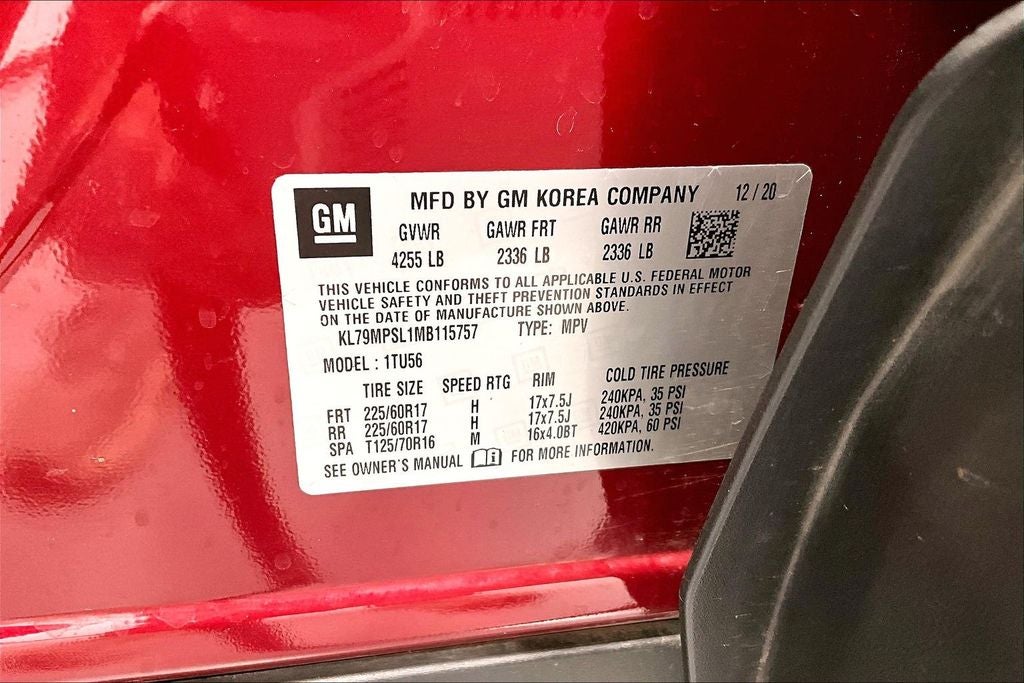 GM
MFD BY GM KOREA COMPANY 12 / 20
GVWR GAWR FRT GAWR RR
4255 LB 2336 LB 2336 LB
THIS VEHICLE CONFORMS TO ALL APPLICABLE U.S. FEDERAL MOTOR
VEHICLE SAFETY AND THEFT PREVENTION STANDARDS IN EFFECT
ON THE DATE OF MANUFACTURE SHOWN ABOVE.
KL79MPSL1MB115757 TYPE: MPV
MODEL : 1TU56
TIRE SIZE SPEED RTG RIM COLD TIRE PRESSURE
FRT 225/60R17 H 17x7.5J 240KPA, 35 PSI
RR 225/60R17 H 17x7.5J 240KPA, 35 PSI
SPA T125/70R16 M 16x4.0BT 420KPA, 60 PSI
SEE OWNER'S MANUAL i FOR MORE INFORMATION.